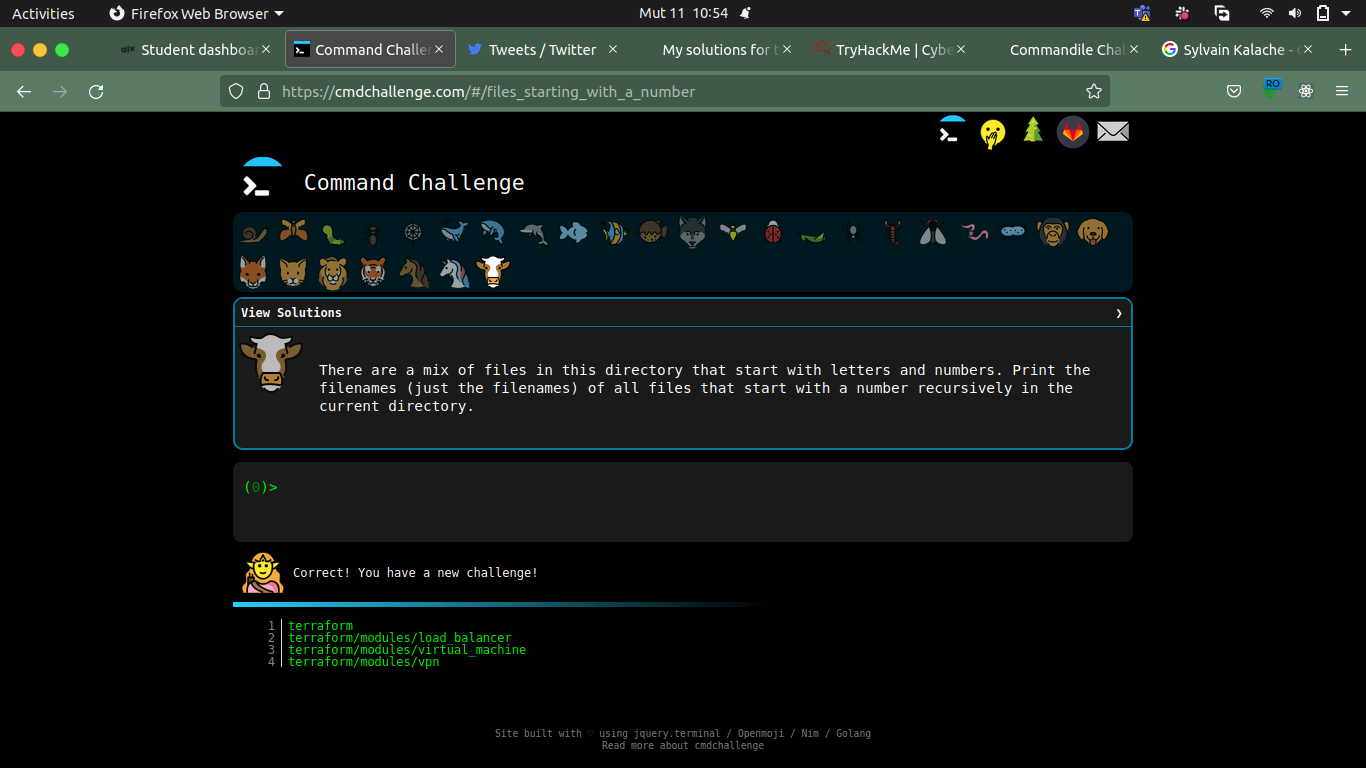 Activities Firefox Web Browser Mut 11 10:54
Student dashboar Command Challer Tweets / Twitter My solutions for t TryHackMe | Cybe Commandile Chal Sylvain Kalache -
https://cmdchallenge.com/#/files_starting_with_a_number RO
Command Challenge
View Solutions ❯
There are a mix of files in this directory that start with letters and numbers. Print the
filenames (just the filenames) of all files that start with a number recursively in the
current directory.
(0)>
Correct! You have a new challenge!
1 terraform
2 terraform/modules/load_balancer
3 terraform/modules/virtual_machine
4 terraform/modules/vpn
Site built with ♡ using jquery.terminal / Openmoji / Nim / Golang
Read more about cmdchallenge